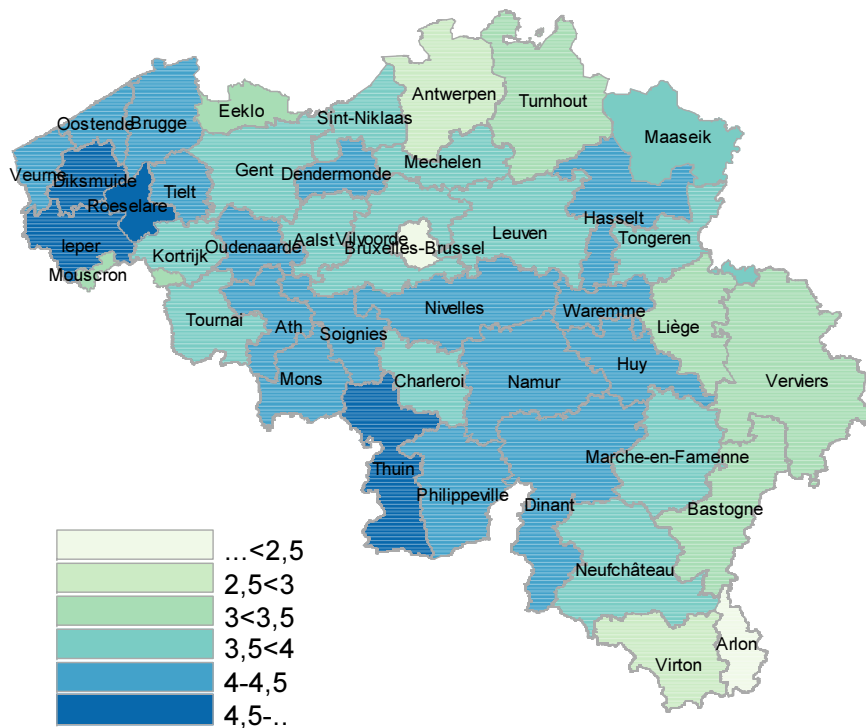 Antwerpen
Turnhout
Eeklo
Sint-Niklaas
Oostende
Brugge
Maaseik
Mechelen
Gent
Dendermonde
Veurne
Diksmuide
Tielt
Roeselare
Hasselt
Leuven
Aalst
Vilvoorde
Tongeren
Ieper
Kortrijk
Oudenaarde
Bruxelles-Brussel
Mouscron
Nivelles
Waremme
Tournai
Ath
Soignies
Liège
Huy
Mons
Charleroi
Namur
Verviers
Marche-en-Famenne
Thuin
Philippeville
Dinant
Bastogne
Neufchâteau
Arlon
Virton
...<2,5
2,5<3
3<3,5
3,5<4
4-4,5
4,5-..